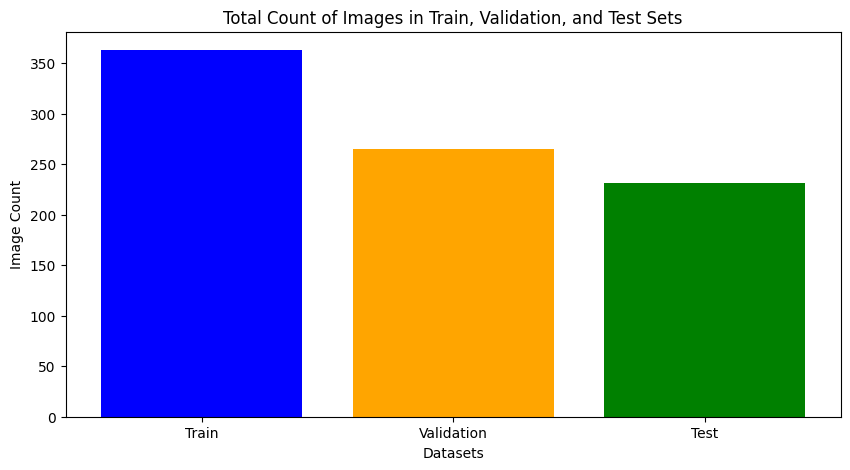 Total Count of Images in Train, Validation, and Test Sets
350
300
250
200
150
100
50
0
Image Count
Train Validation Test
Datasets